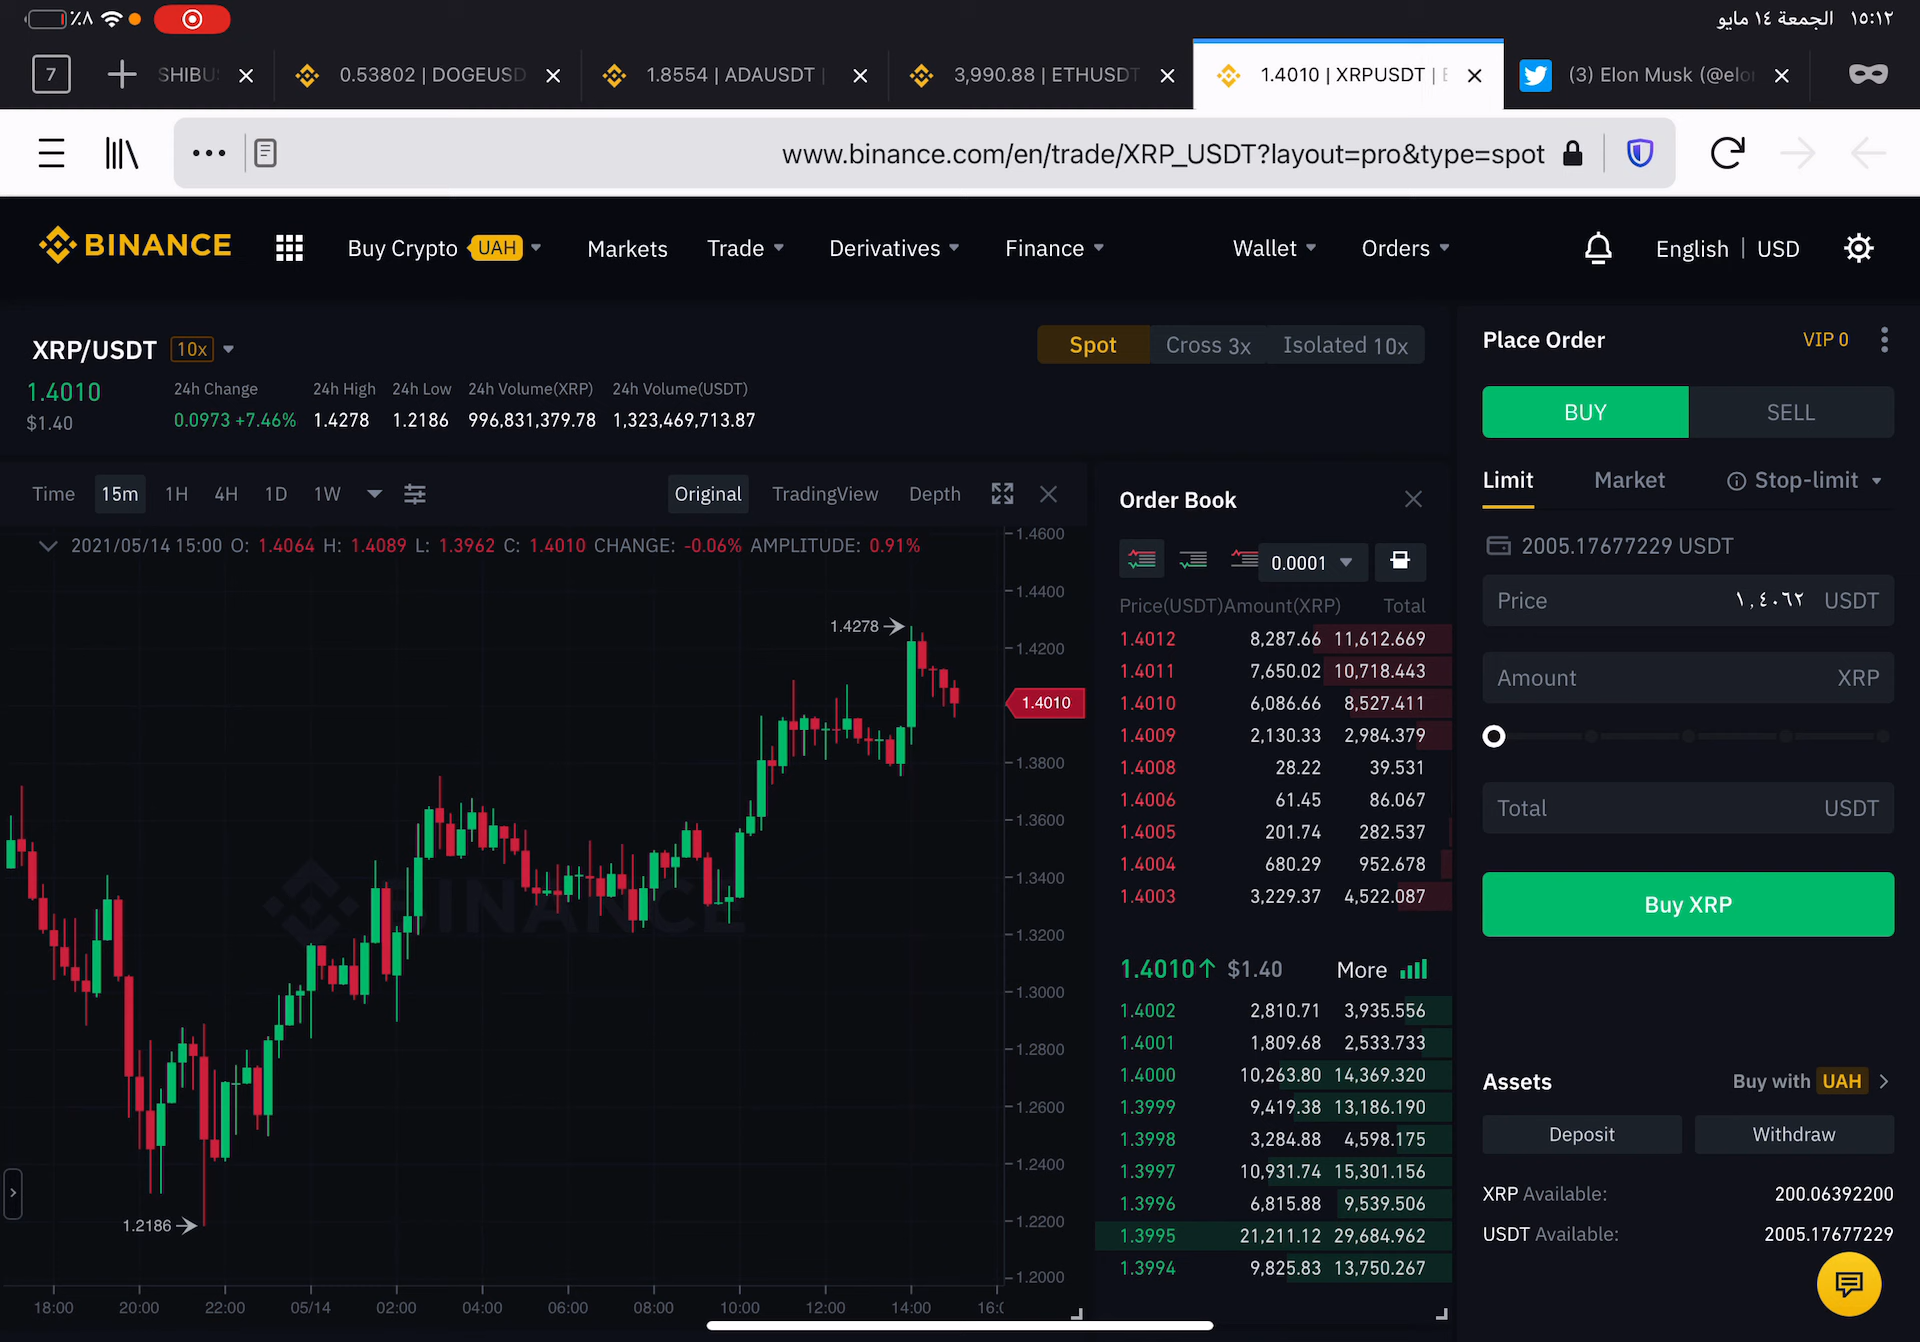 ٪٨
الجمعة ١٤ مايو ١٥:١٢
7
SHIBUS
0.53802 | DOGEUSD
1.8554 | ADAUSDT |
3,990.88 | ETHUSDT
1.4010 | XRPUSDT | E
(3) Elon Musk (@elo
www.binance.com/en/trade/XRP_USDT?layout=pro&type=spot
BINANCE
Buy Crypto UAH
Markets
Trade
Derivatives
Finance
Wallet
Orders
English | USD
XRP/USDT 10x
Spot
Cross 3x
Isolated 10x
1.4010
$1.40
24h Change
0.0973 +7.46%
24h High
1.4278
24h Low
1.2186
24h Volume(XRP)
996,831,379.78
24h Volume(USDT)
1,323,469,713.87
Time 15m 1H 4H 1D 1W
Original TradingView Depth
2021/05/14 15:00 O: 1.4064 H: 1.4089 L: 1.3962 C: 1.4010 CHANGE: -0.06% AMPLITUDE: 0.91%
1.4278
1.2186
BINANCE
1.4600
1.4400
1.4200
1.4010
1.3800
1.3600
1.3400
1.3200
1.3000
1.2800
1.2600
1.2400
1.2200
1.2000
18:00 20:00 22:00 05/14 02:00 04:00 06:00 08:00 10:00 12:00 14:00 16:0
Order Book
0.0001
Price(USDT) Amount(XRP) Total
1.4012 8,287.66 11,612.669
1.4011 7,650.02 10,718.443
1.4010 6,086.66 8,527.411
1.4009 2,130.33 2,984.379
1.4008 28.22 39.531
1.4006 61.45 86.067
1.4005 201.74 282.537
1.4004 680.29 952.678
1.4003 3,229.37 4,522.087
1.4010↑ $1.40 More
1.4002 2,810.71 3,935.556
1.4001 1,809.68 2,533.733
1.4000 10,263.80 14,369.320
1.3999 9,419.38 13,186.190
1.3998 3,284.88 4,598.175
1.3997 10,931.74 15,301.156
1.3996 6,815.88 9,539.506
1.3995 21,211.12 29,684.962
1.3994 9,825.83 13,750.267
Place Order
VIP 0
BUY
SELL
Limit
Market
Stop-limit
2005.17677229 USDT
Price ١,٤٠٦٢ USDT
Amount XRP
Total USDT
Buy XRP
Assets
Buy with UAH
Deposit
Withdraw
XRP Available: 200.06392200
USDT Available: 2005.17677229